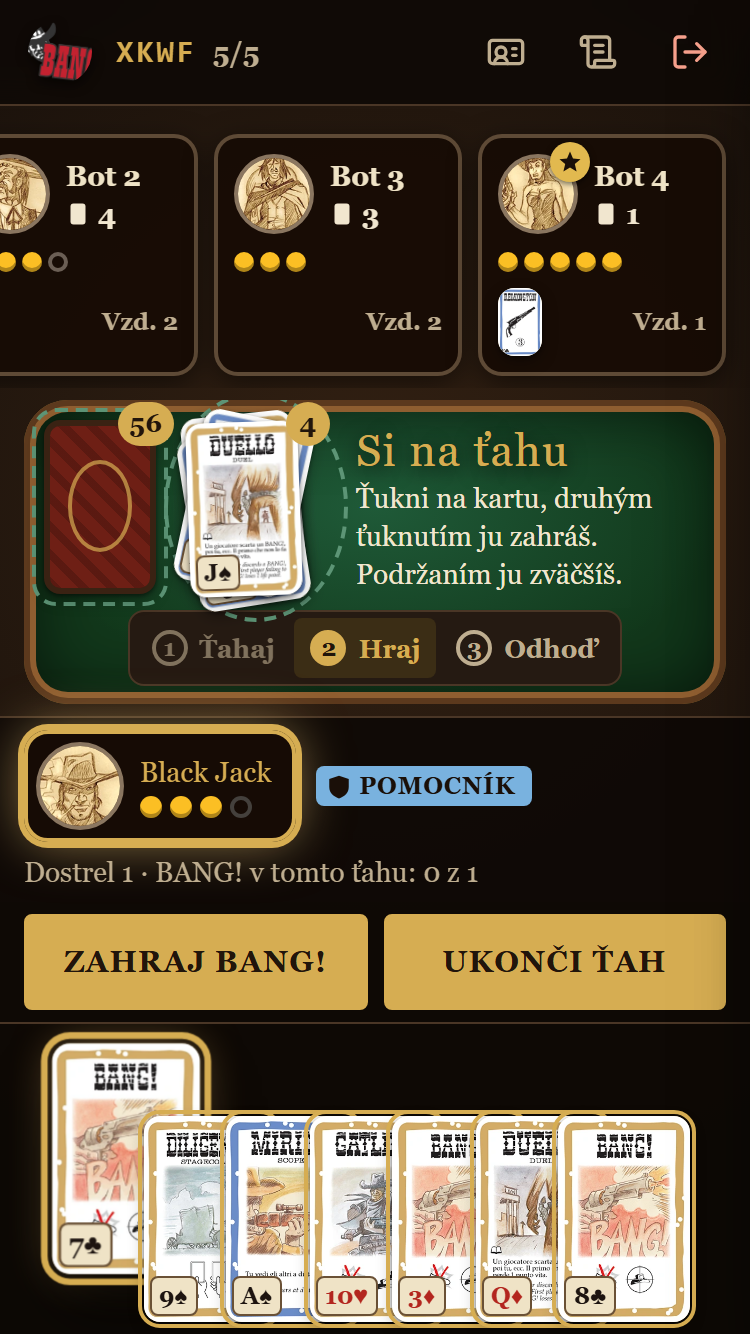 BANG!
XKWF 5/5
Bot 2
4
Vzd. 2
Bot 3
3
Vzd. 2
Bot 4
1
Vzd. 1
56
4
DUELLO
DUEL
J♠
Si na ťahu
Ťukni na kartu, druhým
ťuknutím ju zahráš.
Podržaním ju zväčšíš.
1 Ťahaj
2 Hraj
3 Odhoď
Black Jack
POMOCNÍK
Dostrel 1 · BANG! v tomto ťahu: 0 z 1
ZAHRAJ BANG!
UKONČI ŤAH
BANG!
7♣
9♠
A♠
10♥
3♦
Q♦
BANG!
8♣